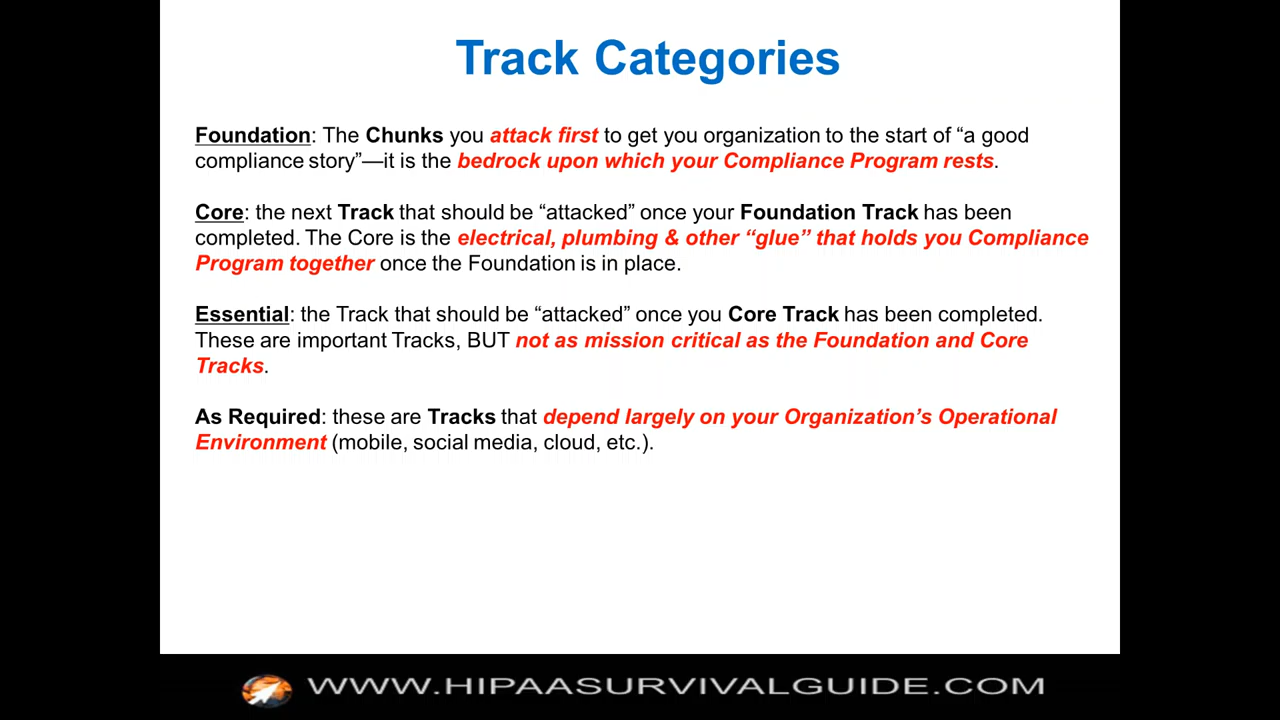 Track Categories
Foundation: The Chunks you attack first to get you organization to the start of “a good
compliance story”—it is the bedrock upon which your Compliance Program rests.
Core: the next Track that should be “attacked” once your Foundation Track has been
completed. The Core is the electrical, plumbing & other “glue” that holds you Compliance
Program together once the Foundation is in place.
Essential: the Track that should be “attacked” once you Core Track has been completed.
These are important Tracks, BUT not as mission critical as the Foundation and Core
Tracks.
As Required: these are Tracks that depend largely on your Organization’s Operational
Environment (mobile, social media, cloud, etc.).
WWW.HIPAASURVIVALGUIDE.COM